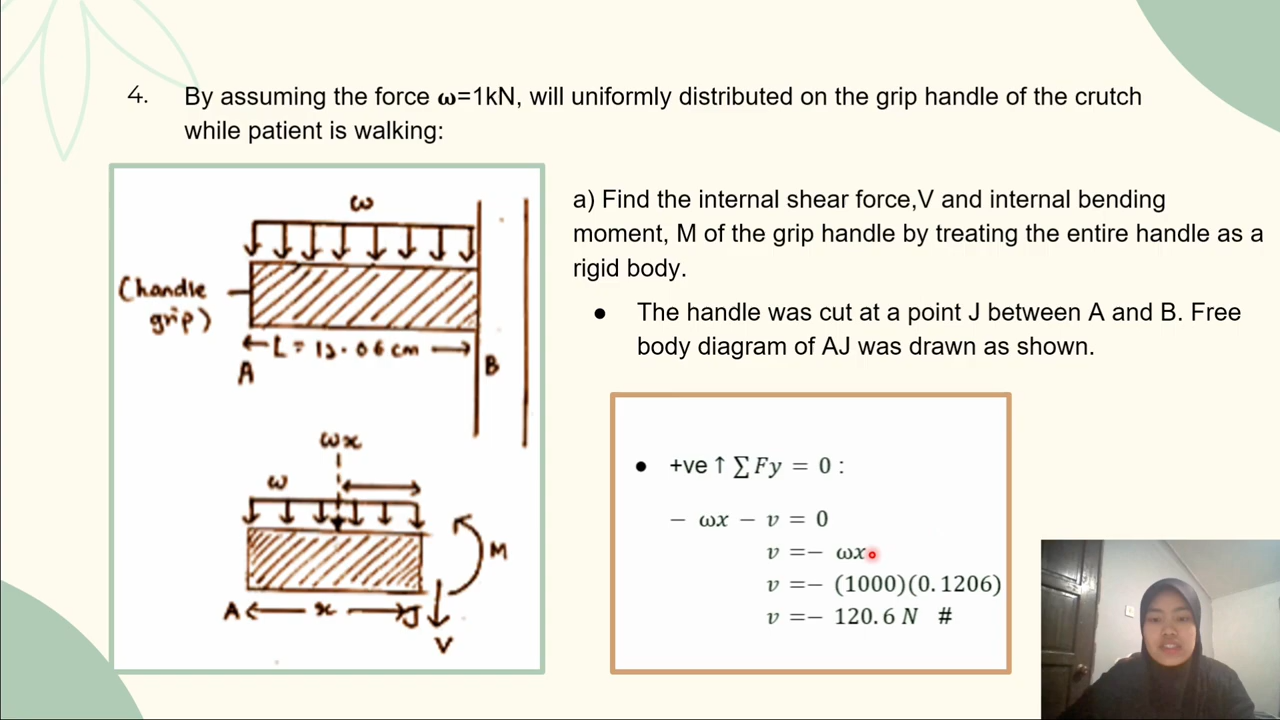 4. By assuming the force ω=1kN, will uniformly distributed on the grip handle of the crutch
while patient is walking:
ω
(handle
grip)
L = 12.06 cm
A
B
ωx
ω
M
A
x
J
V
a) Find the internal shear force,V and internal bending
moment, M of the grip handle by treating the entire handle as a
rigid body.
● The handle was cut at a point J between A and B. Free
body diagram of AJ was drawn as shown.
● +ve ↑ ∑ Fy = 0 :
− ωx − v = 0
v =− ωx
v =− (1000)(0.1206)
v =− 120.6 N #